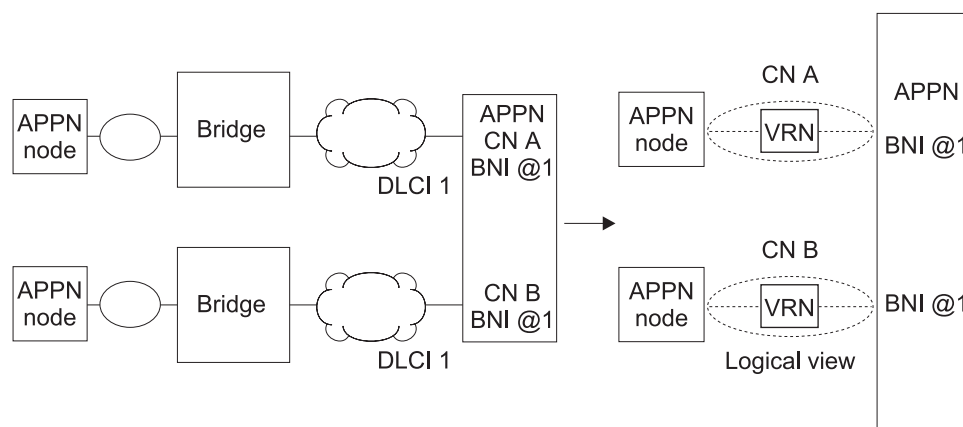 APPN
node
Bridge
DLCI 1
APPN
CN A
BNI @1
APPN
node
Bridge
DLCI 1
CN B
BNI @1
CN A
APPN
node
VRN
APPN
BNI @1
CN B
APPN
node
VRN
BNI @1
Logical view